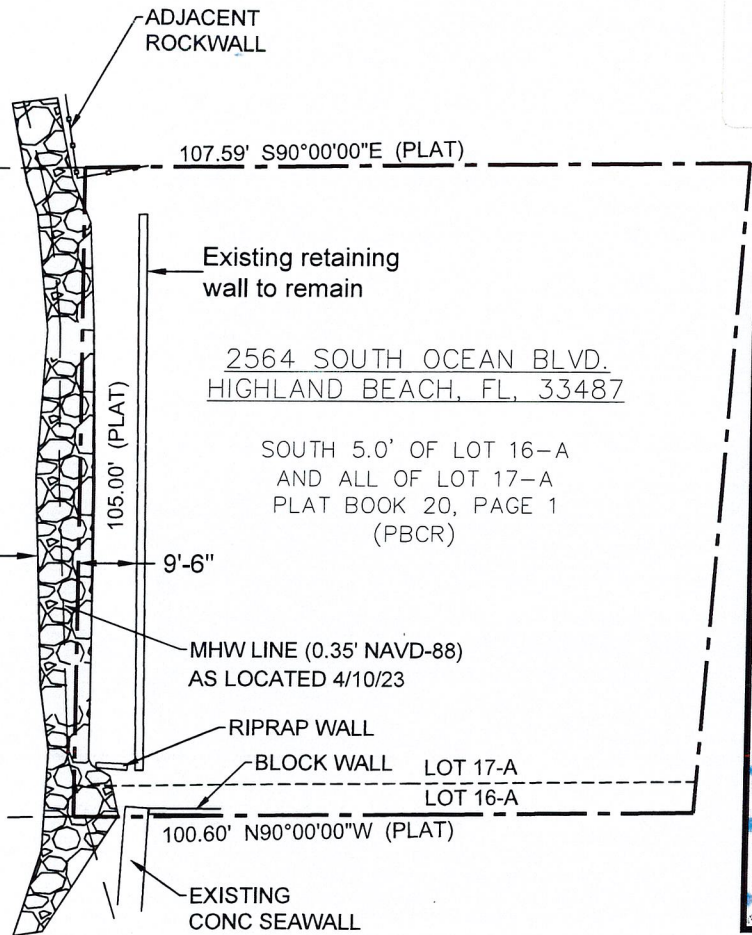 ADJACENT
ROCKWALL
107.59' S90°00'00"E (PLAT)
Existing retaining
wall to remain
2564 SOUTH OCEAN BLVD.
HIGHLAND BEACH, FL, 33487
SOUTH 5.0' OF LOT 16-A
AND ALL OF LOT 17-A
PLAT BOOK 20, PAGE 1
(PBCR)
105.00' (PLAT)
9'-6"
MHW LINE (0.35' NAVD-88)
AS LOCATED 4/10/23
RIPRAP WALL
BLOCK WALL
LOT 17-A
LOT 16-A
100.60' N90°00'00"W (PLAT)
EXISTING
CONC SEAWALL